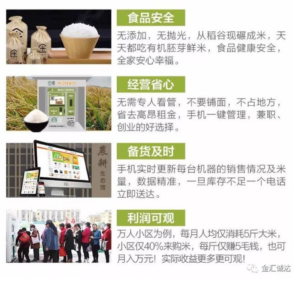 食品安全
无添加，无抛光，从稻谷现碾成米，天
天都吃有机胚芽鲜米，食品健康安全，
全家安心幸福。
经营省心
无需专人看管，不要铺面，不占地方，
省去高昂租金，手机一键管理，兼职、
创业的好选择。
备货及时
手机实时更新每台机器的销售情况及米
量，数据精准，一旦库存不足一个电话
立即送达。
利润可观
万人小区为例，每月人均仅消耗5斤大米，
小区仅40%来购米，每斤仅赚5毛钱，也可
月入万元！实际收益更多更可观！
金汇诚达